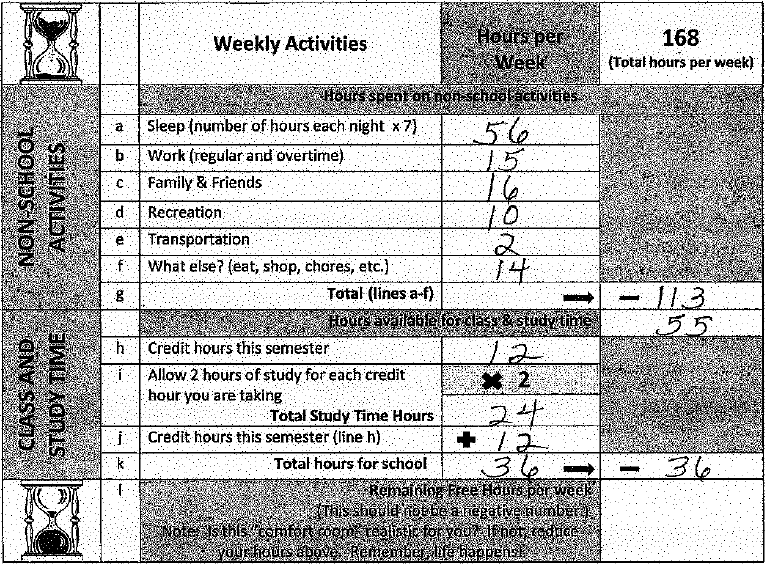 Weekly Activities Hours per Week 168 (Total hours per week)
NON-SCHOOL ACTIVITIES
Hours spent on non-school activities
a Sleep (number of hours each night x 7) 56
b Work (regular and overtime) 15
c Family & Friends 16
d Recreation 10
e Transportation 2
f What else? (eat, shop, chores, etc.) 14
g Total (lines a-f) → − 113
CLASS AND STUDY TIME
Hours available for class & study time 55
h Credit hours this semester 12
i Allow 2 hours of study for each credit ✖ 2
hour you are taking
Total Study Time Hours 24
j Credit hours this semester (line h) + 12
k Total hours for school 36 → − 36
l Remaining Free Hours per week
(This should not be a negative number.)
Note: Is this "comfort room" realistic for you? If not, reduce
your hours above. Remember, life happens!